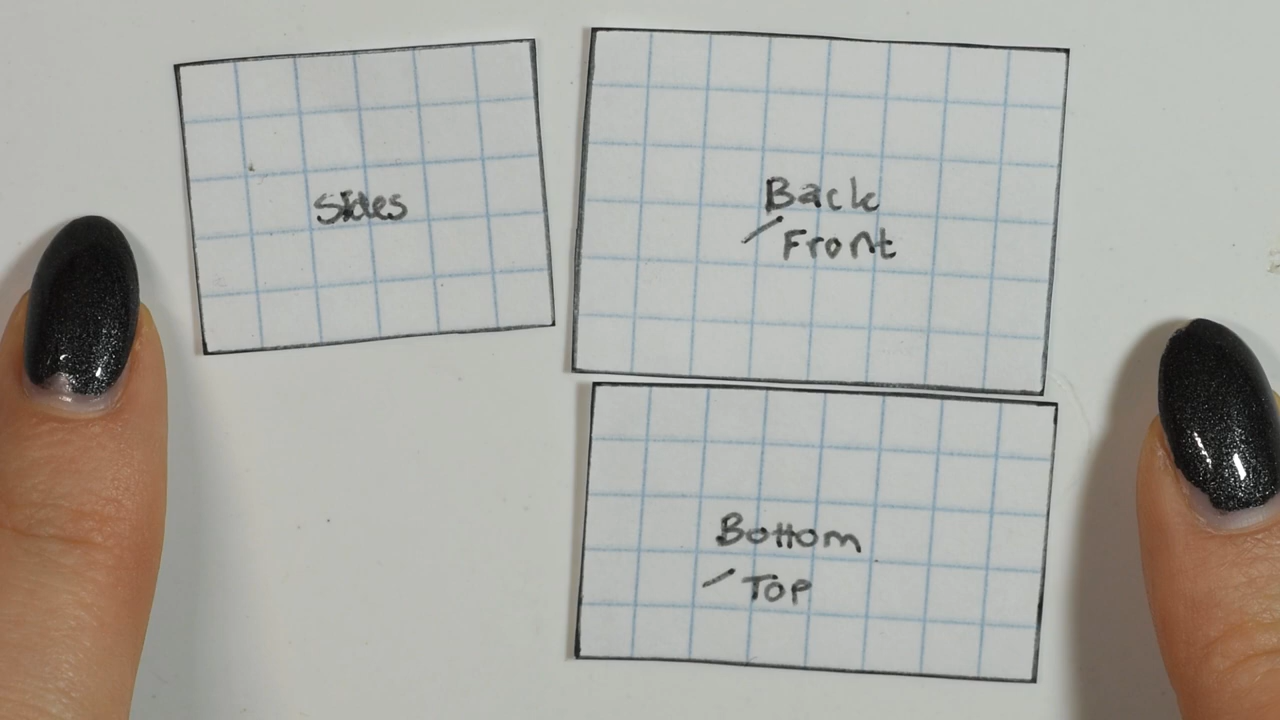 Sides
Back
/ Front
Bottom
/ Top